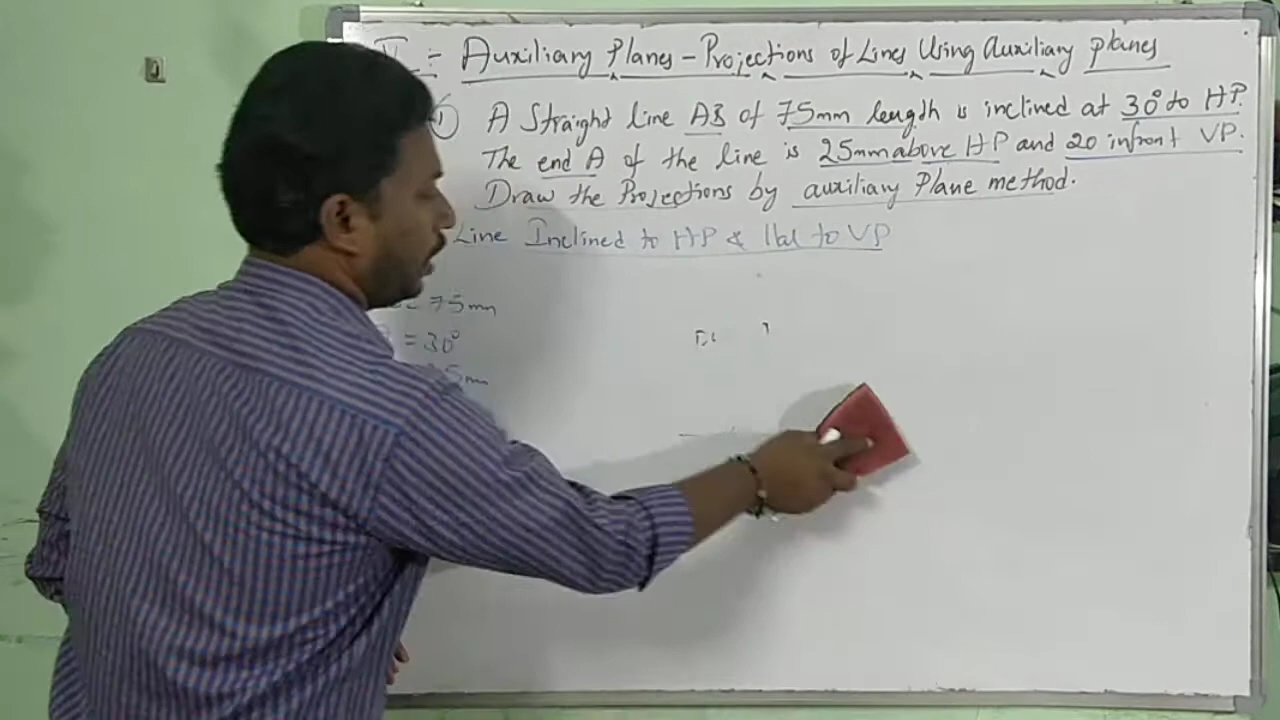 V :- Auxiliary Planes - Projections of Lines Using auxiliary planes
1) A Straight line AB of 75mm length is inclined at 30° to HP.
The end A of the line is 25mm above HP and 20 infront VP.
Draw the Projections by auxiliary Plane method.
Line Inclined to HP & llel to VP
= 75mm
= 30°
5mm